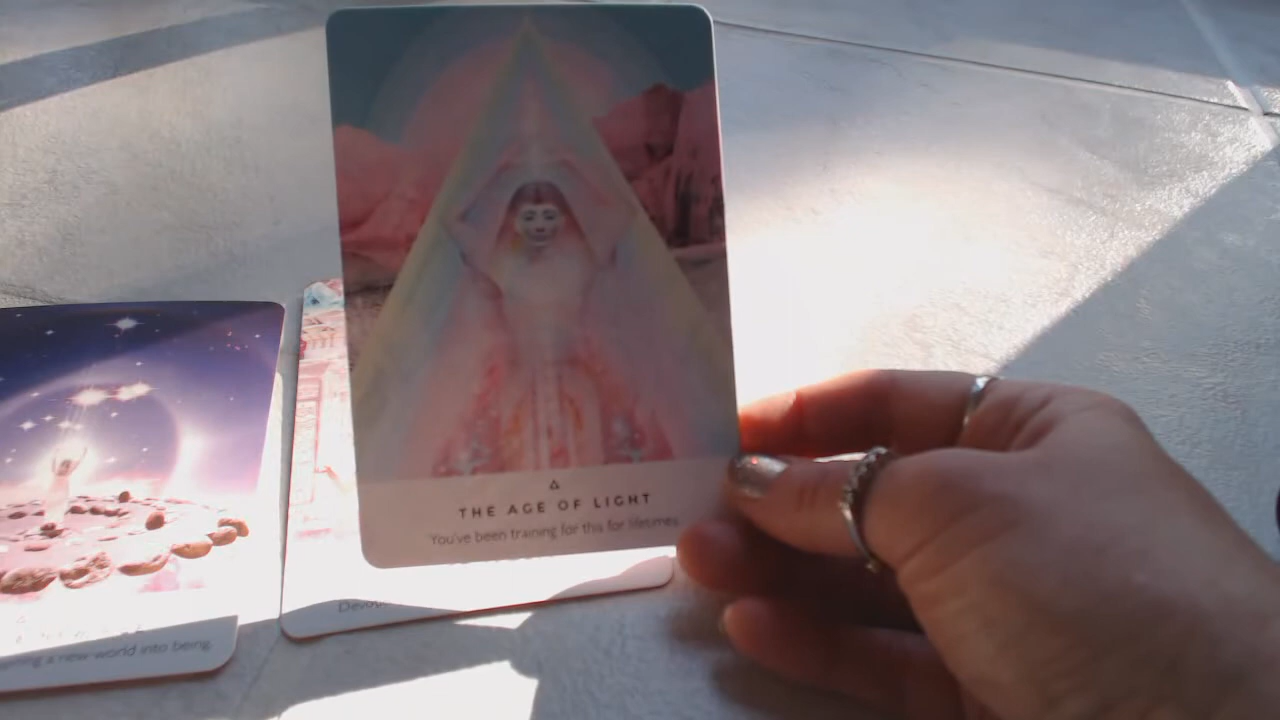 THE AGE OF LIGHT
You've been training for this for lifetimes.
a new world into being.